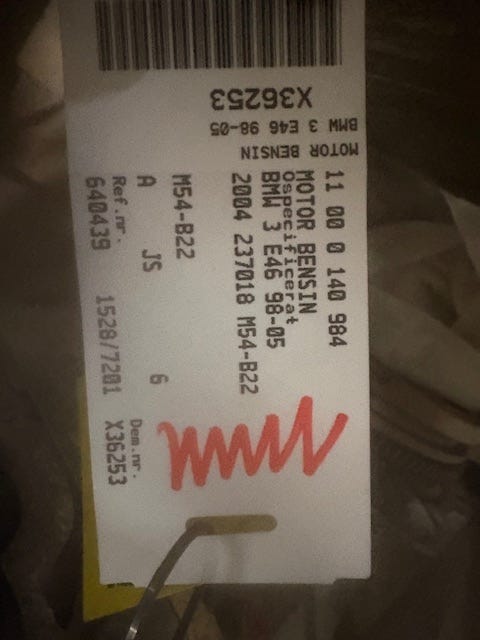 X36253
BMW 3 E46 98-05
MOTOR BENSIN
11 00 0 140 984
MOTOR BENSIN
Ospecificerat
BMW 3 E46 98-05
2004 237018 M54-B22
M54-B22
A JS 6
Ref.nr. Dem.nr.
640439 1528/7201 X36253